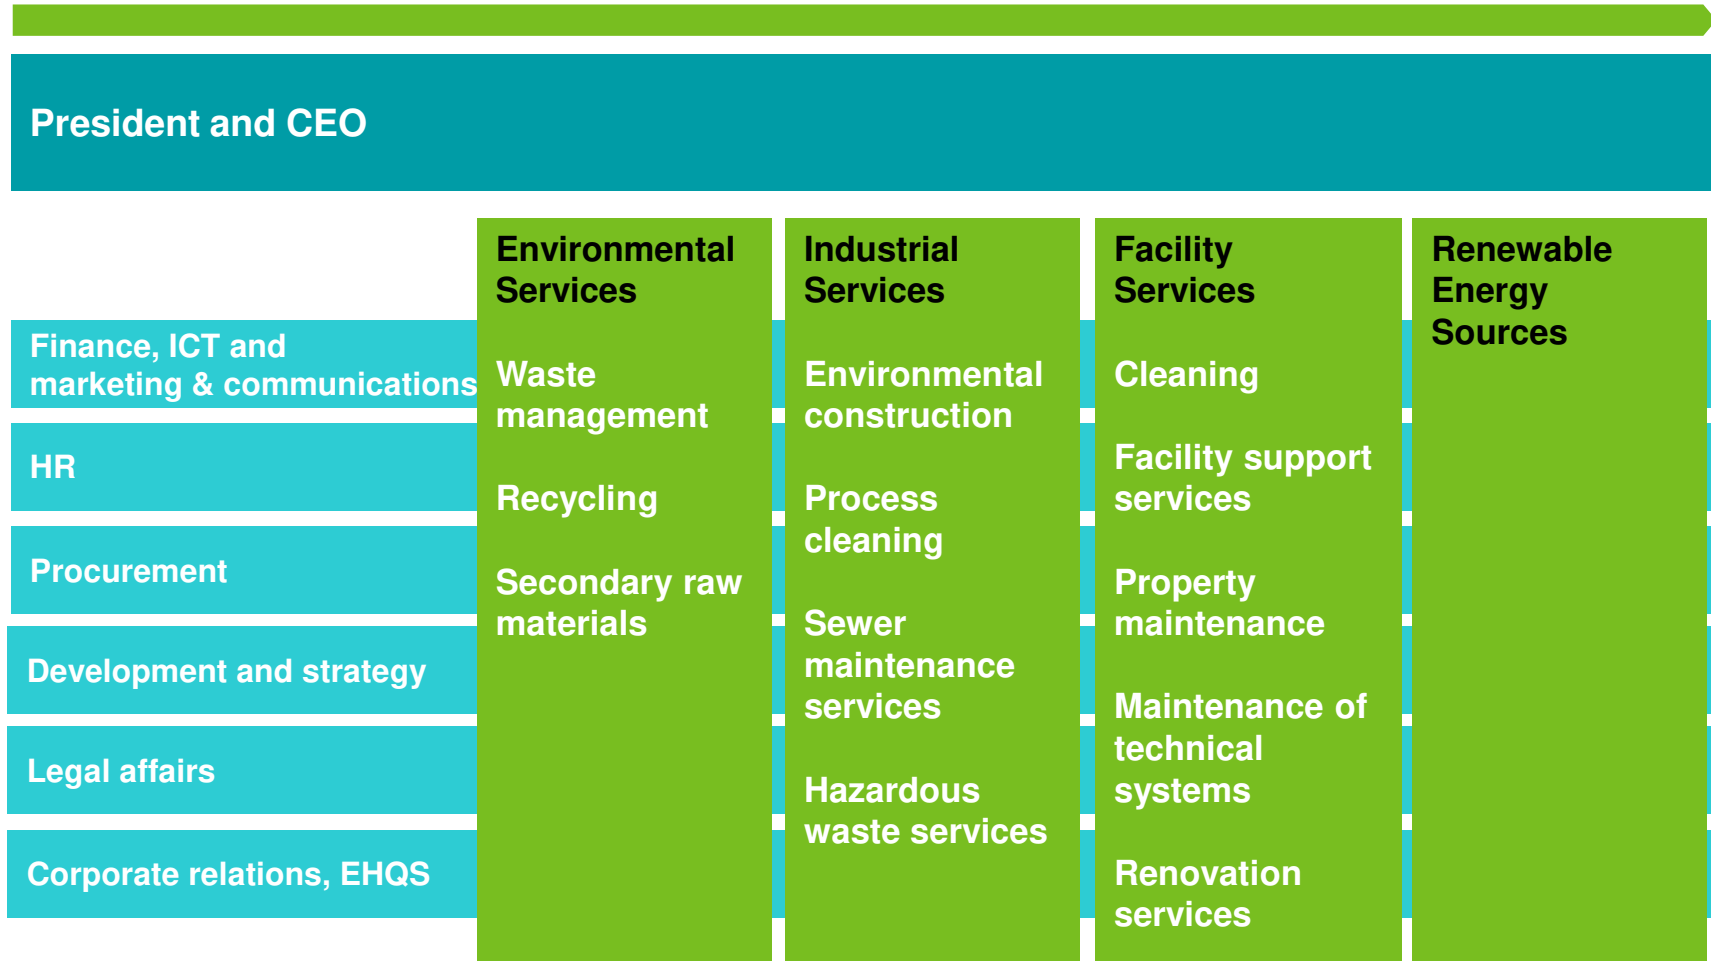 President and CEO
Finance, ICT and
marketing & communications
HR
Procurement
Development and strategy
Legal affairs
Corporate relations, EHQS
Environmental
Services
Waste
management
Recycling
Secondary raw
materials
Industrial
Services
Environmental
construction
Process
cleaning
Sewer
maintenance
services
Hazardous
waste services
Facility
Services
Cleaning
Facility support
services
Property
maintenance
Maintenance of
technical
systems
Renovation
services
Renewable
Energy
Sources